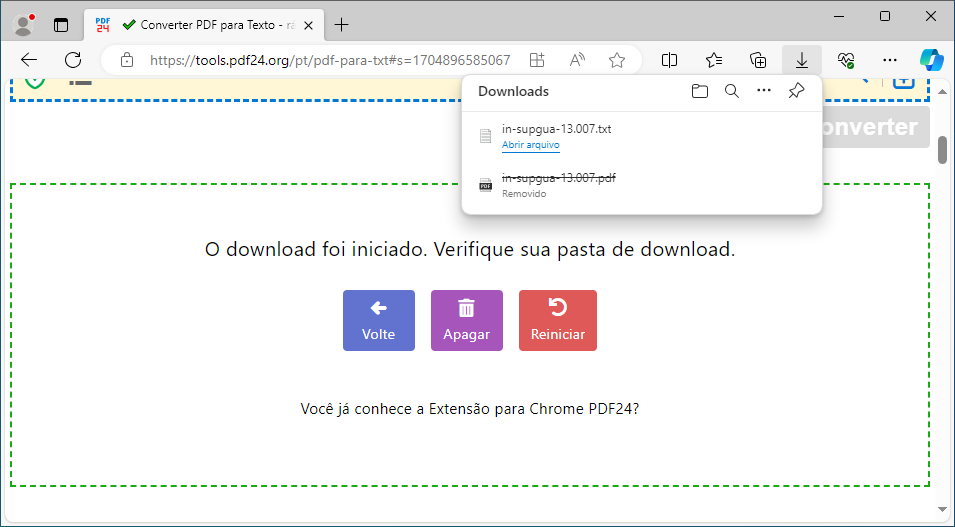 PDF
24
Converter PDF para Texto - rá
https://tools.pdf24.org/pt/pdf-para-txt#s=1704896585067
Downloads
in-supgua-13.007.txt
Abrir arquivo
in-supgua-13.007.pdf
Removido
onverter
O download foi iniciado. Verifique sua pasta de download.
Volte
Apagar
Reiniciar
Você já conhece a Extensão para Chrome PDF24?